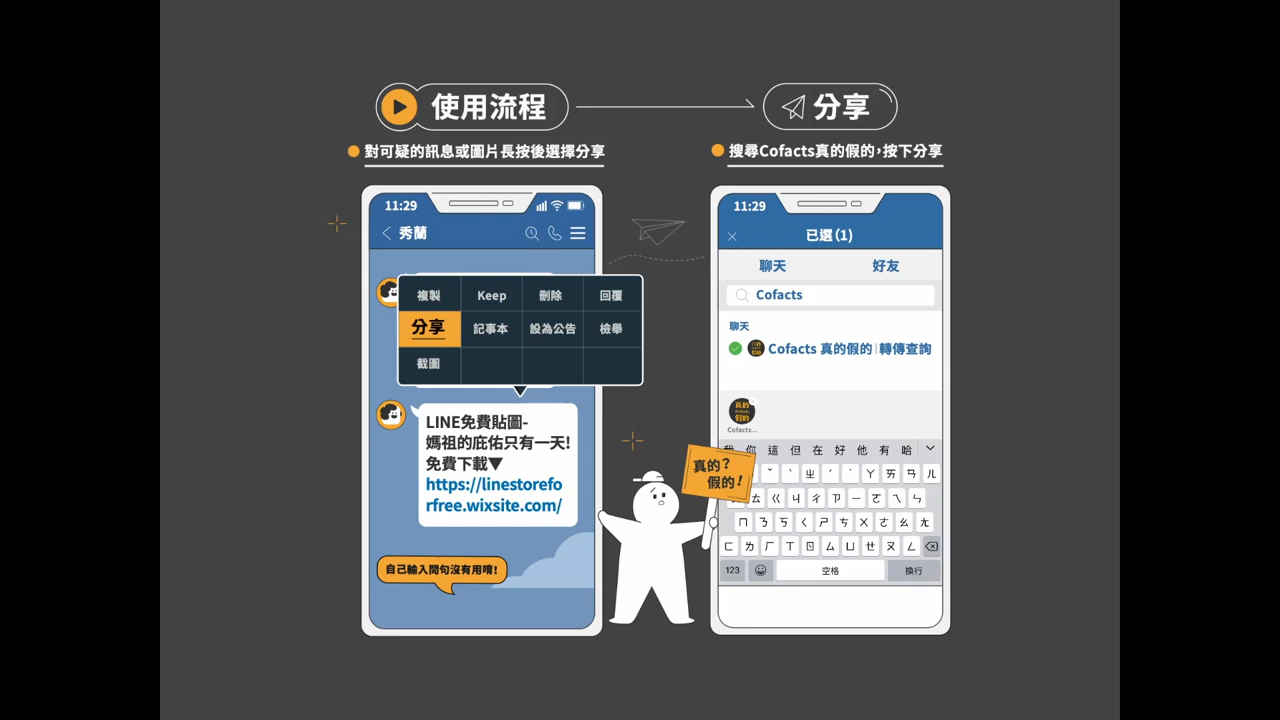 使用流程
分享
對可疑的訊息或圖片長按後選擇分享
搜尋Cofacts真的假的,按下分享
11:29
秀蘭
複製 Keep 刪除 回覆
分享 記事本 設為公告 檢舉
截圖
LINE免費貼圖-
媽祖的庇佑只有一天!
免費下載▼
https://linestorefo
rfree.wixsite.com/
自己輸入問句沒有用唷!
真的?
假的!
11:29
已選(1)
聊天 好友
Cofacts
聊天
Cofacts 真的假的|轉傳查詢
真的
Cofacts
假的
Cofacts...
我 你 這 但 在 好 他 有 哈
ˇ ˋ ㄓ ˊ ˙ ㄚ ㄞ ㄢ ㄦ
ㄊ ㄍ ㄐ ㄔ ㄗ ㄧ ㄛ ㄟ ㄣ
ㄇ ㄋ ㄎ ㄑ ㄕ ㄘ ㄨ ㄜ ㄠ ㄤ
ㄈ ㄌ ㄏ ㄒ ㄖ ㄙ ㄩ ㄝ ㄡ ㄥ
123 空格 換行